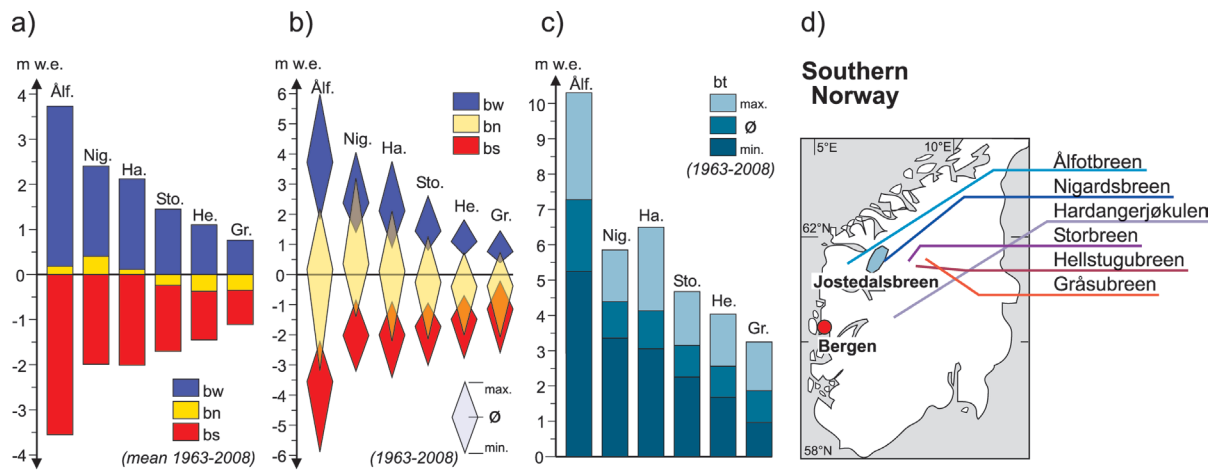 a)
m w.e.
4
3
2
1
0
-1
-2
-3
-4
Ålf.
Nig.
Ha.
Sto.
He.
Gr.
bw
bn
bs
(mean 1963-2008)
b)
m w.e.
6
5
4
3
2
1
0
-1
-2
-3
-4
-5
-6
Ålf.
Nig.
Ha.
Sto.
He.
Gr.
bw
bn
bs
max.
Ø
min.
(1963-2008)
c)
m w.e.
10
9
8
7
6
5
4
3
2
1
0
Ålf.
Nig.
Ha.
Sto.
He.
Gr.
bt
max.
Ø
min.
(1963-2008)
d)
Southern
Norway
5°E
10°E
62°N
58°N
Ålfotbreen
Nigardsbreen
Hardangerjøkulen
Storbreen
Hellstugubreen
Gråsubreen
Jostedalsbreen
Bergen